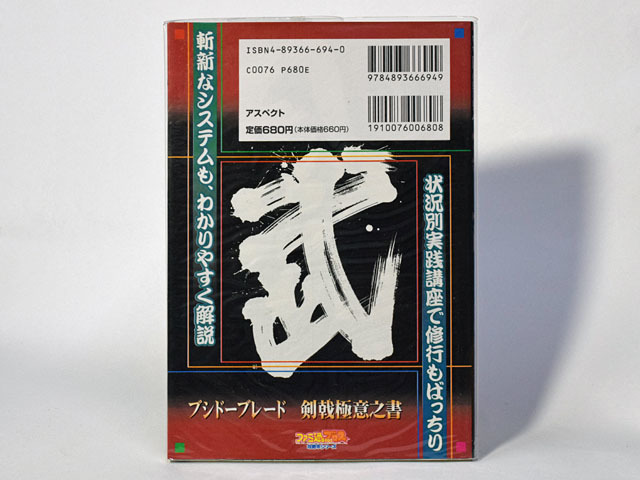 ISBN4-89366-694-0
C0076 P680E
9784893666949
アスペクト
定価680円(本体価格660円)
1910076006808
状況別実践講座で修行もばっちり
斬新なシステムも、わかりやすく解説
武
ブシドーブレード 剣戟極意之書